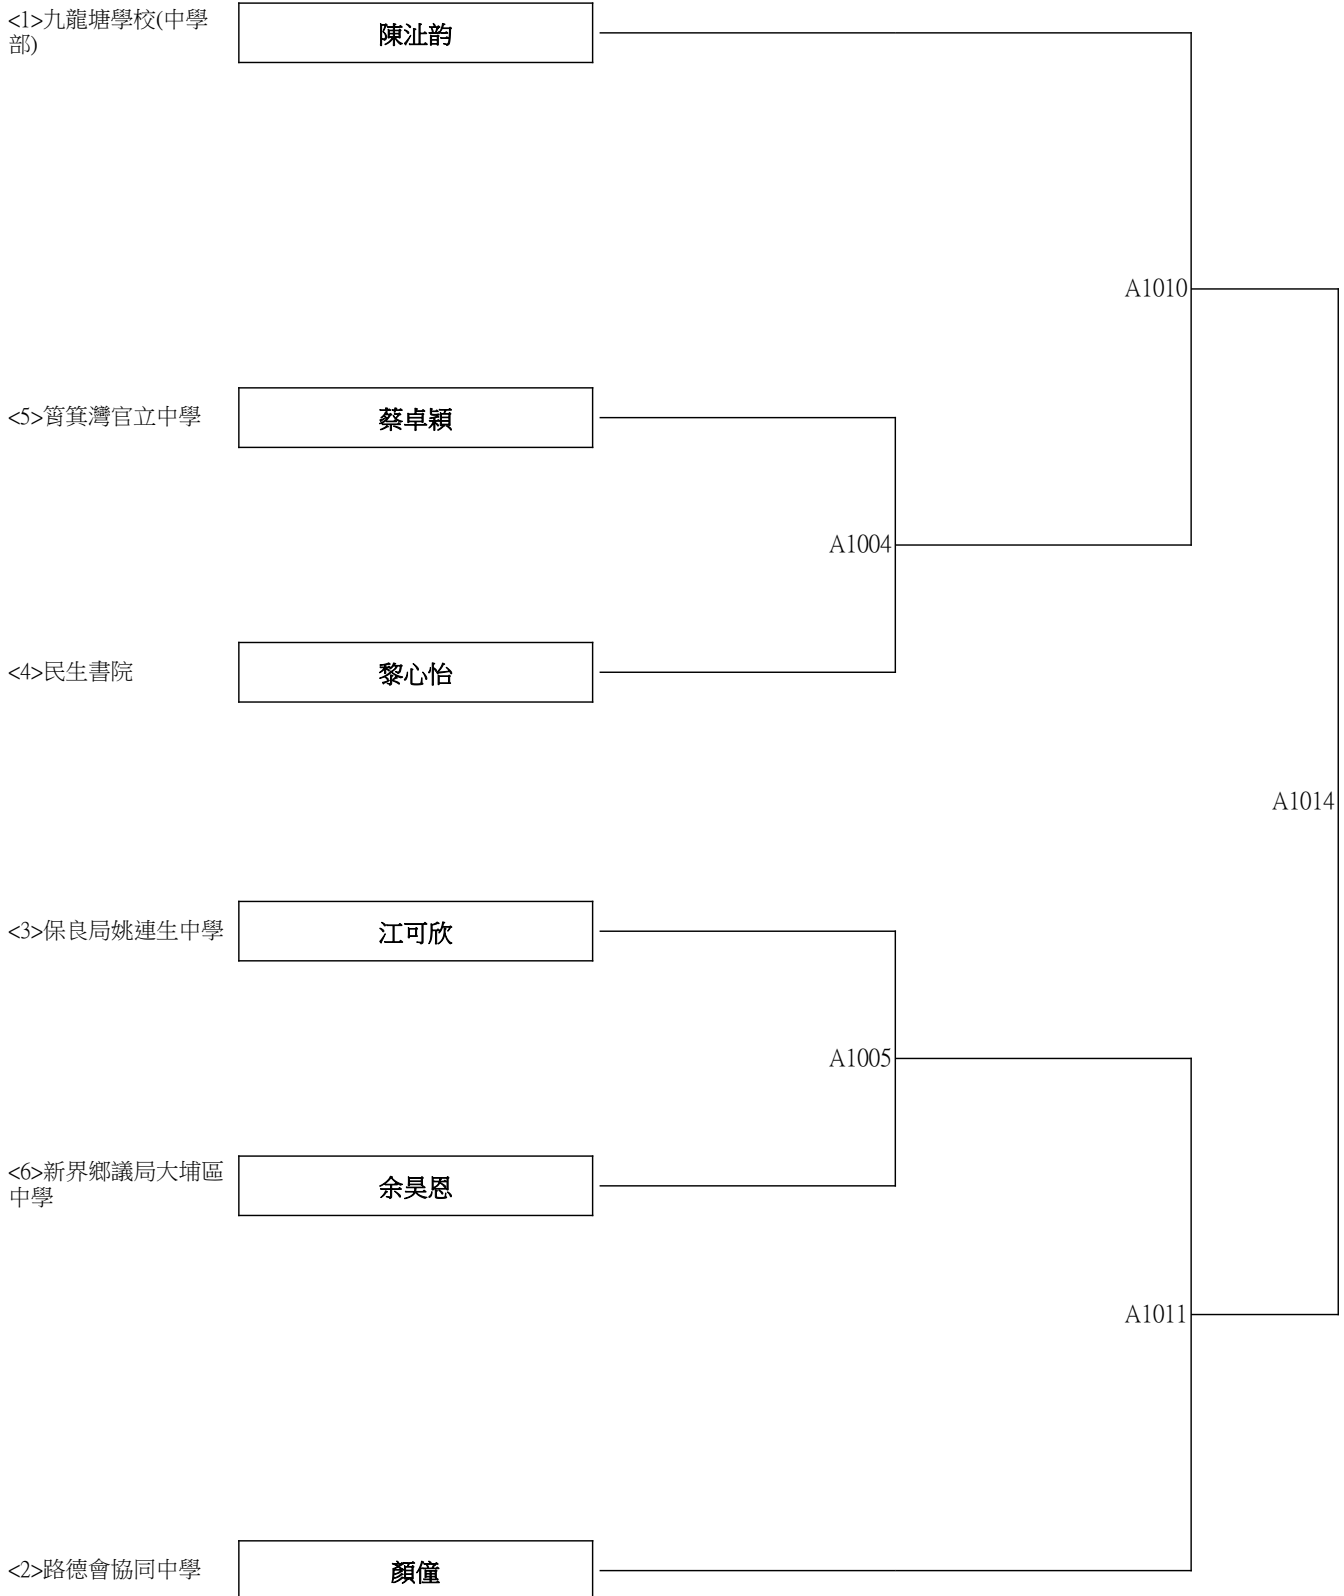 <1>九龍塘學校(中學
部)
陳沚韵
A1010
<5>筲箕灣官立中學
蔡卓穎
A1004
<4>民生書院
黎心怡
A1014
<3>保良局姚連生中學
江可欣
A1005
<6>新界鄉議局大埔區
中學
余昊恩
A1011
<2>路德會協同中學
顏僮